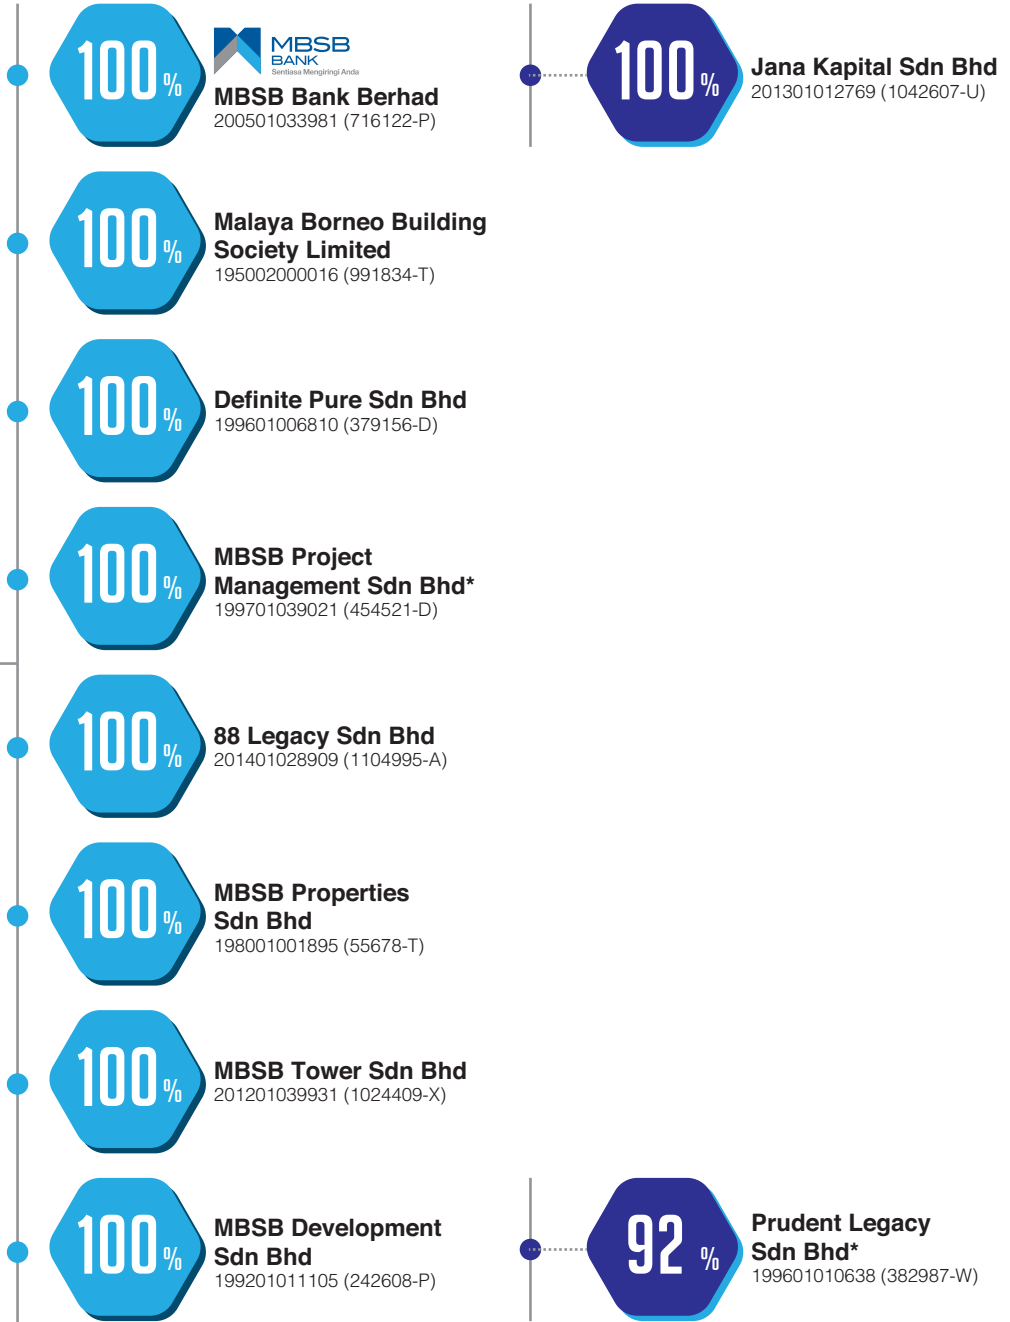 100%
MBSB
BANK
Sentiasa Mengiringi Anda
MBSB Bank Berhad
200501033981 (716122-P)
100%
Jana Kapital Sdn Bhd
201301012769 (1042607-U)
100%
Malaya Borneo Building
Society Limited
195002000016 (991834-T)
100%
Definite Pure Sdn Bhd
199601006810 (379156-D)
100%
MBSB Project
Management Sdn Bhd*
199701039021 (454521-D)
100%
88 Legacy Sdn Bhd
201401028909 (1104995-A)
100%
MBSB Properties
Sdn Bhd
198001001895 (55678-T)
100%
MBSB Tower Sdn Bhd
201201039931 (1024409-X)
100%
MBSB Development
Sdn Bhd
199201011105 (242608-P)
92 %
Prudent Legacy
Sdn Bhd*
199601010638 (382987-W)